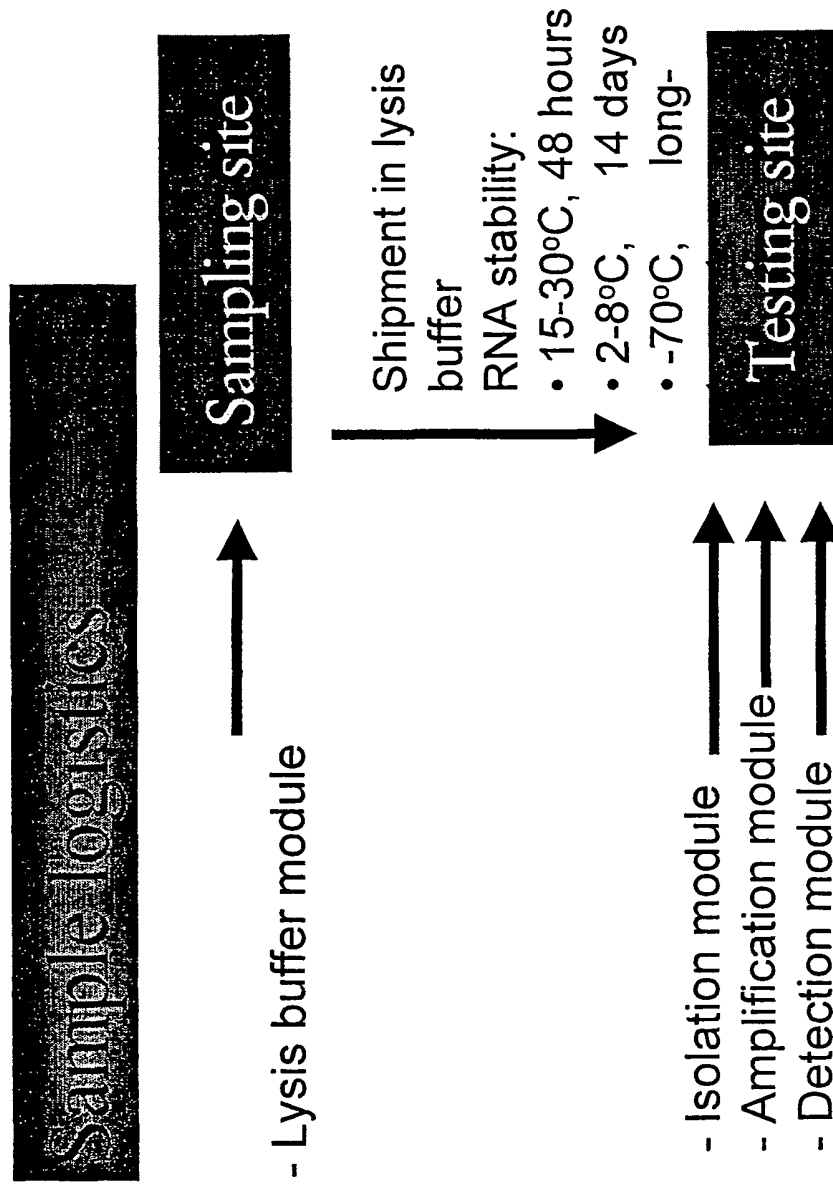 Sample logistics
- Lysis buffer module
Sampling site
Shipment in lysis
buffer
RNA stability:
• 15-30ºC, 48 hours
• 2-8ºC, 14 days
• -70ºC, long-
- Isolation module
- Amplification module
- Detection module
Testing site